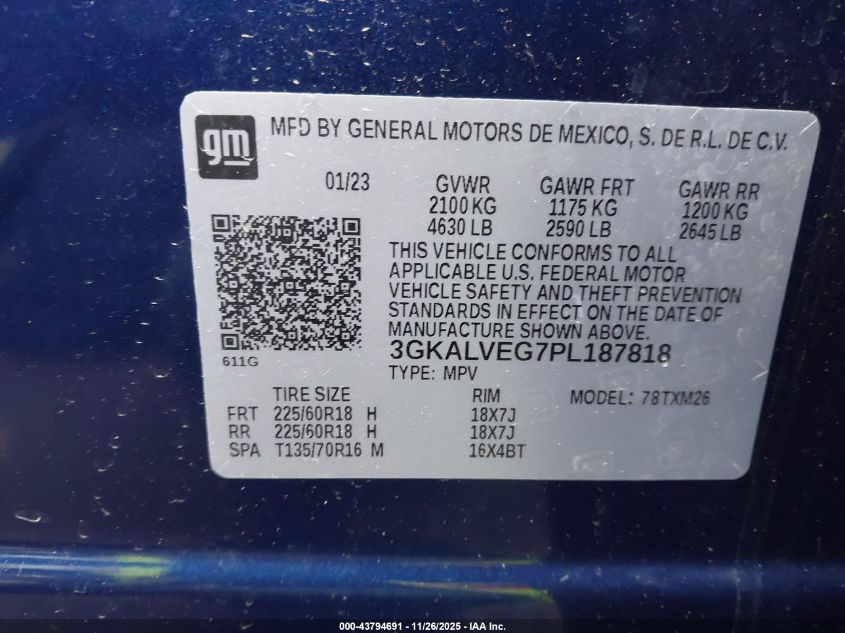 gm
MFD BY GENERAL MOTORS DE MEXICO, S. DE R.L. DE C.V.
01/23 GVWR GAWR FRT GAWR RR
2100 KG 1175 KG 1200 KG
4630 LB 2590 LB 2645 LB
THIS VEHICLE CONFORMS TO ALL
APPLICABLE U.S. FEDERAL MOTOR
VEHICLE SAFETY AND THEFT PREVENTION
STANDARDS IN EFFECT ON THE DATE OF
MANUFACTURE SHOWN ABOVE.
611G
3GKALVEG7PL187818
TYPE: MPV
TIRE SIZE RIM MODEL: 78TXM26
FRT 225/60R18 H 18X7J
RR 225/60R18 H 18X7J
SPA T135/70R16 M 16X4BT
000-43794691 - 11/26/2025 - IAA Inc.